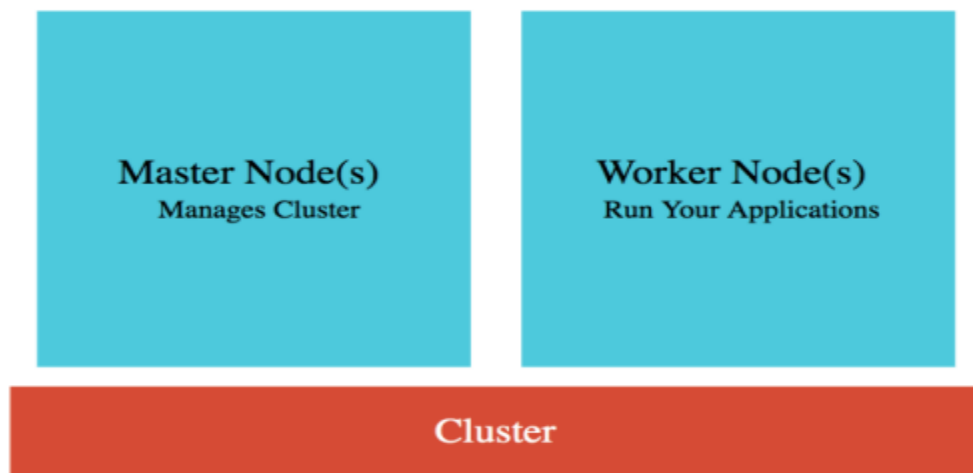 Master Node(s)
Manages Cluster
Worker Node(s)
Run Your Applications
Cluster